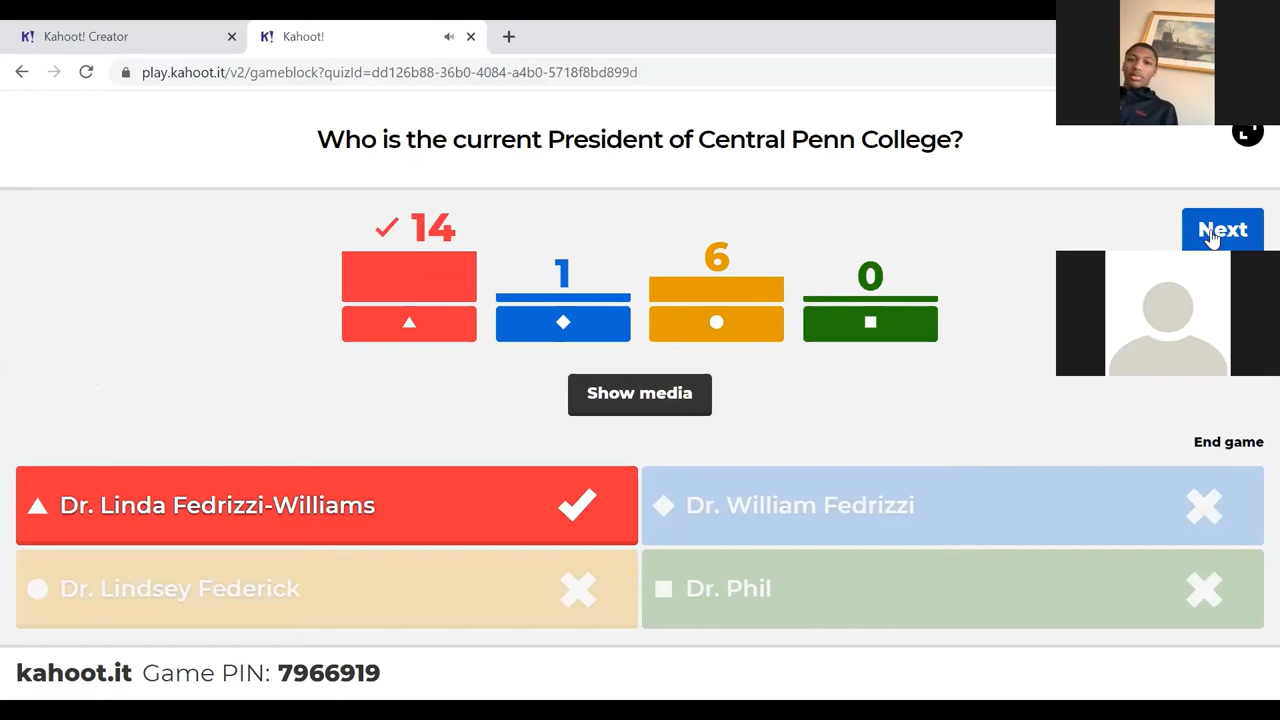 K! Kahoot! Creator
K! Kahoot!
play.kahoot.it/v2/gameblock?quizId=dd126b88-36b0-4084-a4b0-5718f8bd899d
Who is the current President of Central Penn College?
14
1
6
0
Next
Show media
End game
Dr. Linda Fedrizzi-Williams
Dr. William Fedrizzi
Dr. Lindsey Federick
Dr. Phil
kahoot.it Game PIN: 7966919